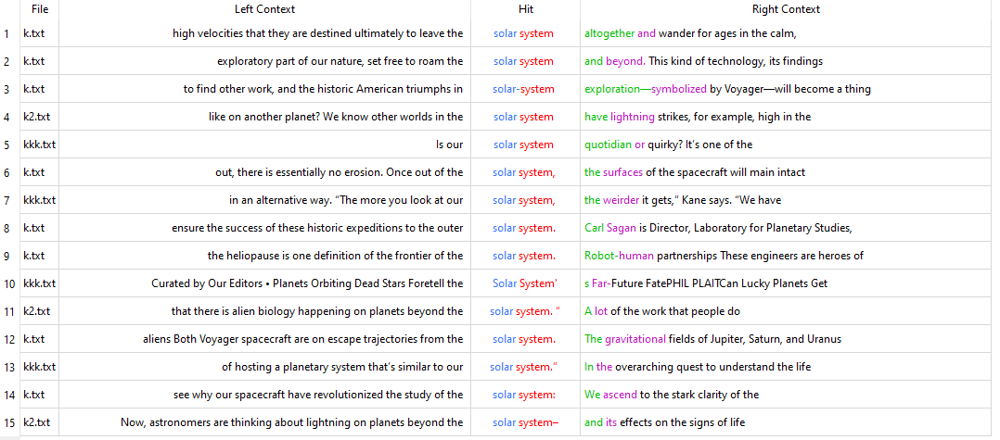 File Left Context Hit Right Context
1 k.txt high velocities that they are destined ultimately to leave the solar system altogether and wander for ages in the calm,
2 k.txt exploratory part of our nature, set free to roam the solar system and beyond. This kind of technology, its findings
3 k.txt to find other work, and the historic American triumphs in solar-system exploration—symbolized by Voyager—will become a thing
4 k2.txt like on another planet? We know other worlds in the solar system have lightning strikes, for example, high in the
5 kkk.txt Is our solar system quotidian or quirky? It’s one of the
6 k.txt out, there is essentially no erosion. Once out of the solar system, the surfaces of the spacecraft will main intact
7 kkk.txt in an alternative way. “The more you look at our solar system, the weirder it gets,” Kane says. “We have
8 k.txt ensure the success of these historic expeditions to the outer solar system. Carl Sagan is Director, Laboratory for Planetary Studies,
9 k.txt the heliopause is one definition of the frontier of the solar system. Robot-human partnerships These engineers are heroes of
10 kkk.txt Curated by Our Editors • Planets Orbiting Dead Stars Foretell the Solar System' s Far-Future FatePHIL PLAITCan Lucky Planets Get
11 k2.txt that there is alien biology happening on planets beyond the solar system. “ A lot of the work that people do
12 k.txt aliens Both Voyager spacecraft are on escape trajectories from the solar system. The gravitational fields of Jupiter, Saturn, and Uranus
13 kkk.txt of hosting a planetary system that’s similar to our solar system.” In the overarching quest to understand the life
14 k.txt see why our spacecraft have revolutionized the study of the solar system: We ascend to the stark clarity of the
15 k2.txt Now, astronomers are thinking about lightning on planets beyond the solar system– and its effects on the signs of life